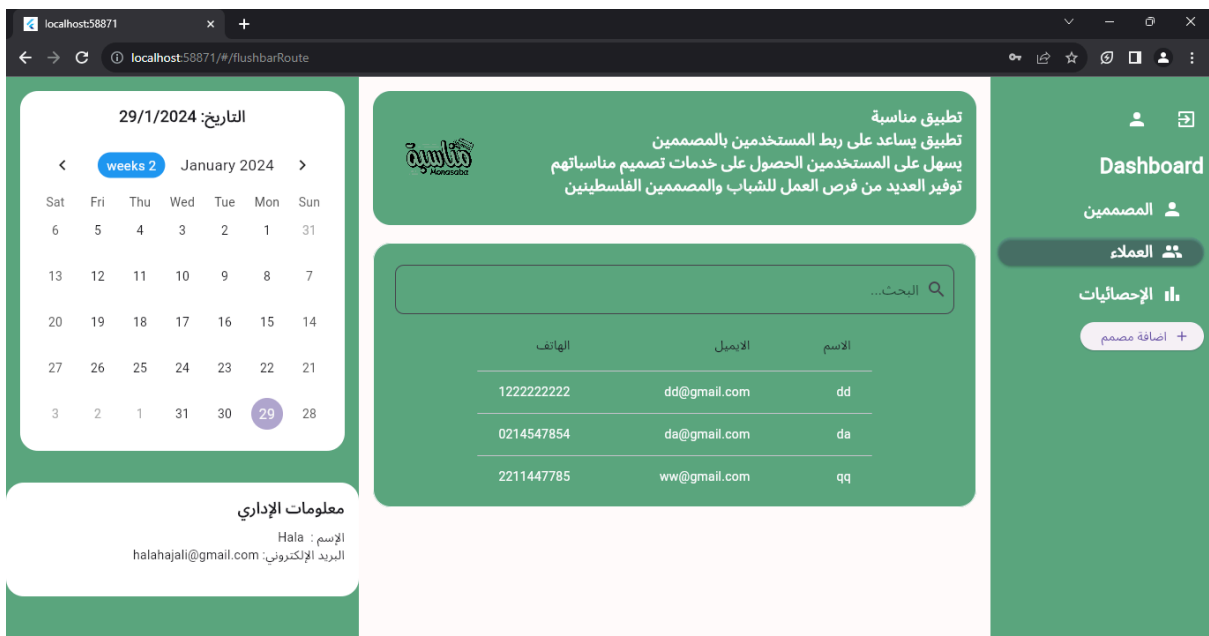 localhost:58871
localhost:58871/#/flushbarRoute
Dashboard
المصممين
العملاء
الإحصائيات
+ اضافة مصمم
تطبيق مناسبة
تطبيق يساعد على ربط المستخدمين بالمصممين
يسهل على المستخدمين الحصول على خدمات تصميم مناسباتهم
توفير العديد من فرص العمل للشباب والمصممين الفلسطينين
مناسبة
Monasaba
البحث...
الاسم الايميل الهاتف
dd dd@gmail.com 1222222222
da da@gmail.com 0214547854
qq ww@gmail.com 2211447785
التاريخ: 29/1/2024
weeks 2 January 2024
Sat Fri Thu Wed Tue Mon Sun
6 5 4 3 2 1 31
13 12 11 10 9 8 7
20 19 18 17 16 15 14
27 26 25 24 23 22 21
3 2 1 31 30 29 28
معلومات الإداري
الإسم : Hala
البريد الإلكتروني: halahajali@gmail.com